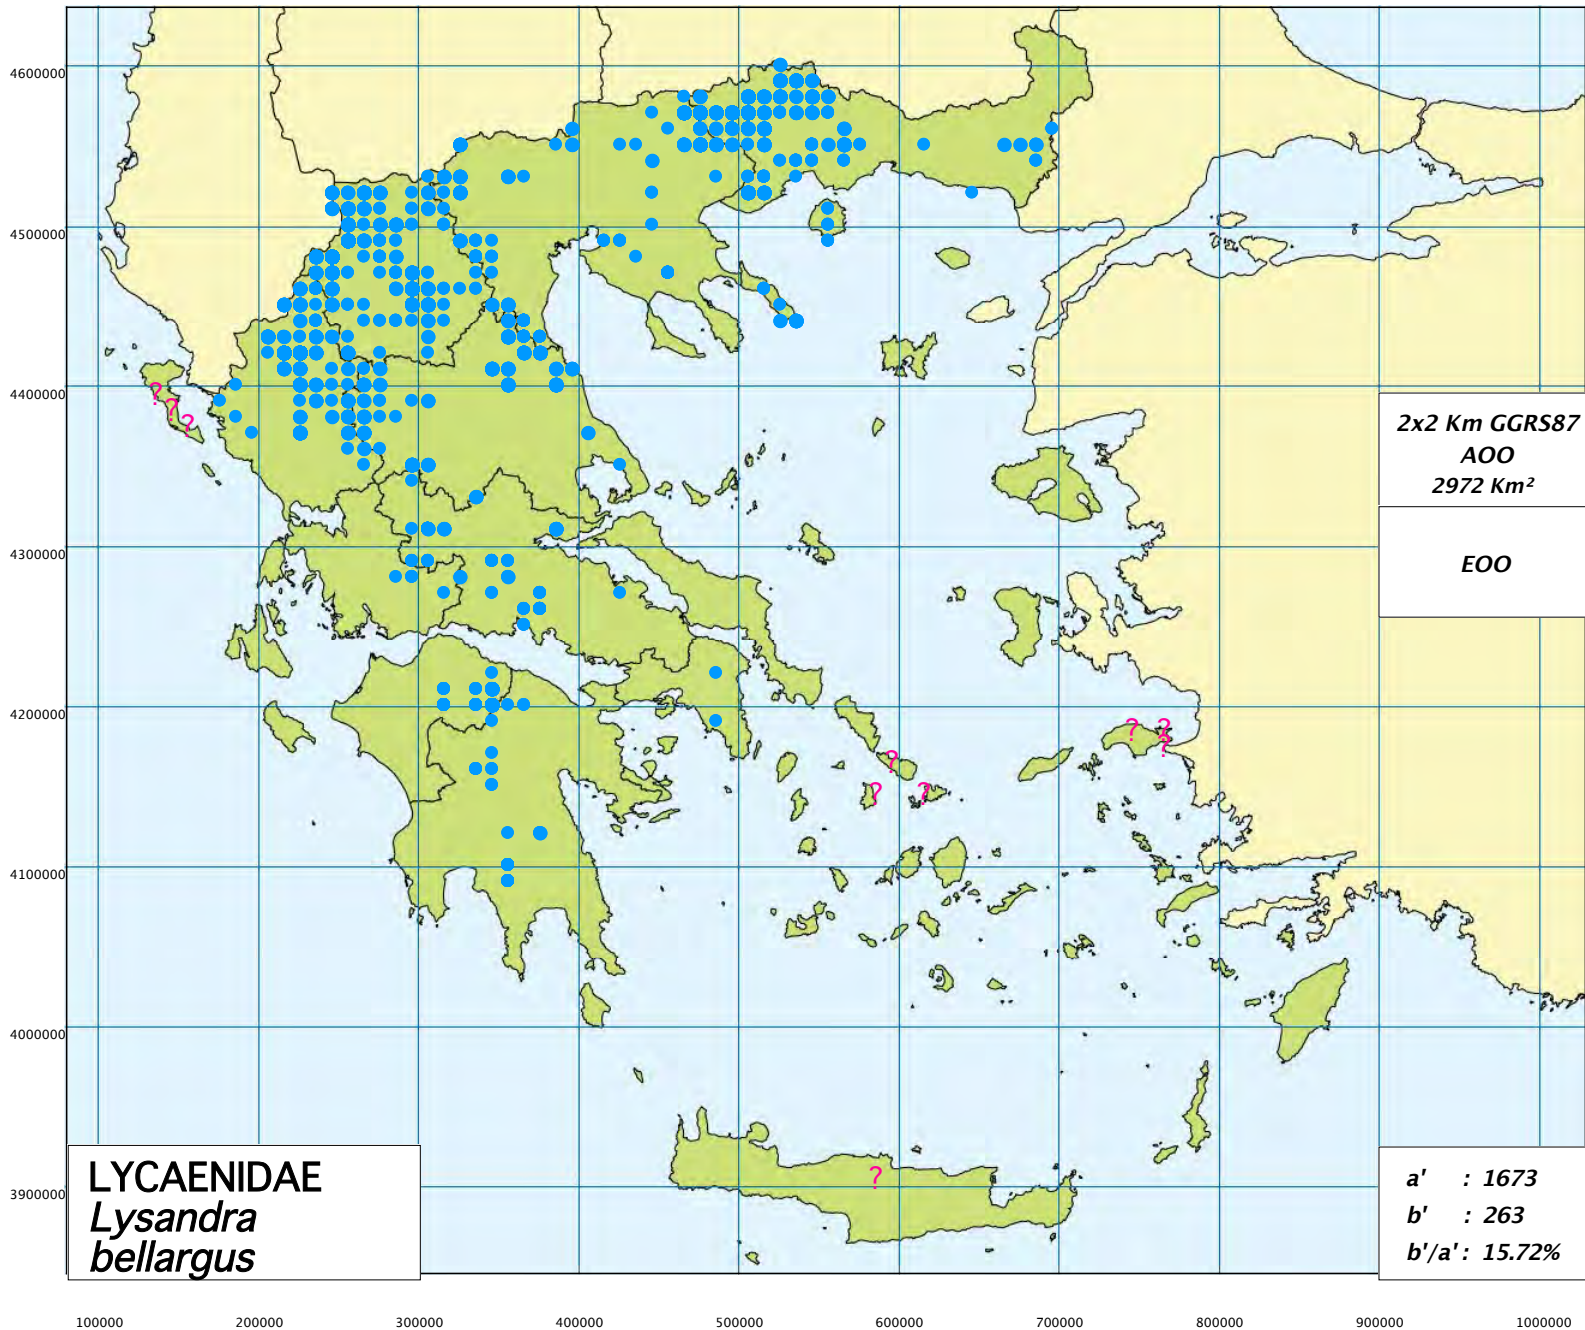 4600000
4500000
4400000
4300000
4200000
4100000
4000000
3900000
?
?
?
?
?
?
?
?
?
?
2x2 Km GGRS87
AOO
2972 Km²
EOO
LYCAENIDAE
Lysandra
bellargus
a' : 1673
b' : 263
b'/a' : 15.72%
100000 200000 300000 400000 500000 600000 700000 800000 900000 1000000